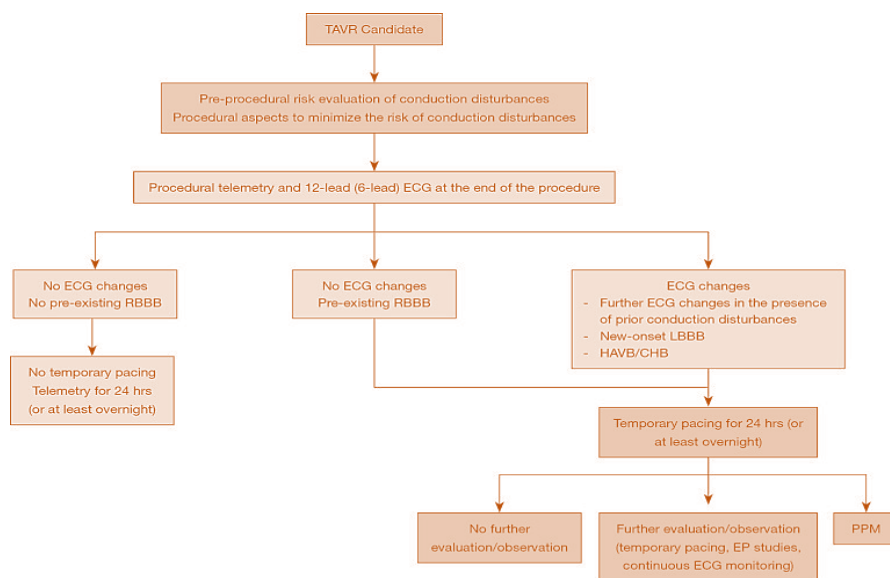 TAVR Candidate
Pre-procedural risk evaluation of conduction disturbances
Procedural aspects to minimize the risk of conduction disturbances
Procedural telemetry and 12-lead (6-lead) ECG at the end of the procedure
No ECG changes
No pre-existing RBBB
No ECG changes
Pre-existing RBBB
ECG changes
- Further ECG changes in the presence
of prior conduction disturbances
- New-onset LBBB
- HAVB/CHB
No temporary pacing
Telemetry for 24 hrs
(or at least overnight)
Temporary pacing for 24 hrs (or
at least overnight)
No further
evaluation/observation
Further evaluation/observation
(temporary pacing, EP studies,
continuous ECG monitoring)
PPM